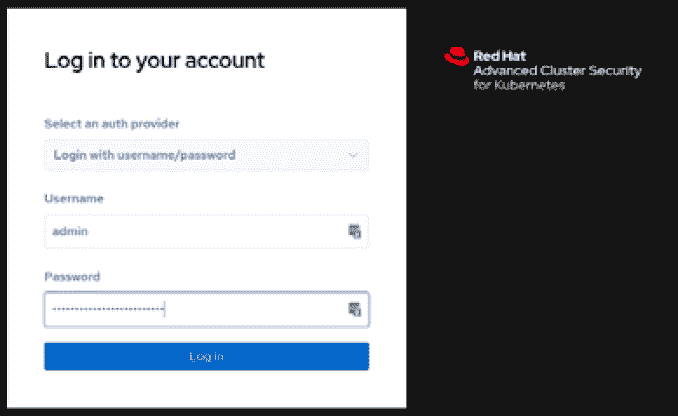 Log in to your account
Select an auth provider
Login with username/password
Username
admin
Password
Log in
Red Hat
Advanced Cluster Security
for Kubernetes